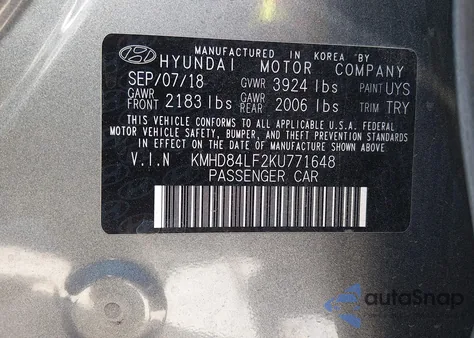 MANUFACTURED IN KOREA BY
HYUNDAI MOTOR COMPANY
SEP/07/18 GVWR 3924 lbs PAINT UYS
GAWR FRONT 2183 lbs GAWR REAR 2006 lbs TRIM TRY
THIS VEHICLE CONFORMS TO ALL APPLICABLE U.S.A. FEDERAL
MOTOR VEHICLE SAFETY, BUMPER, AND THEFT PREVENTION STANDARDS
IN EFFECT ON THE DATE OF MANUFACTURE SHOWN ABOVE.
V.I.N KMHD84LF2KU771648
PASSENGER CAR
autoSnap